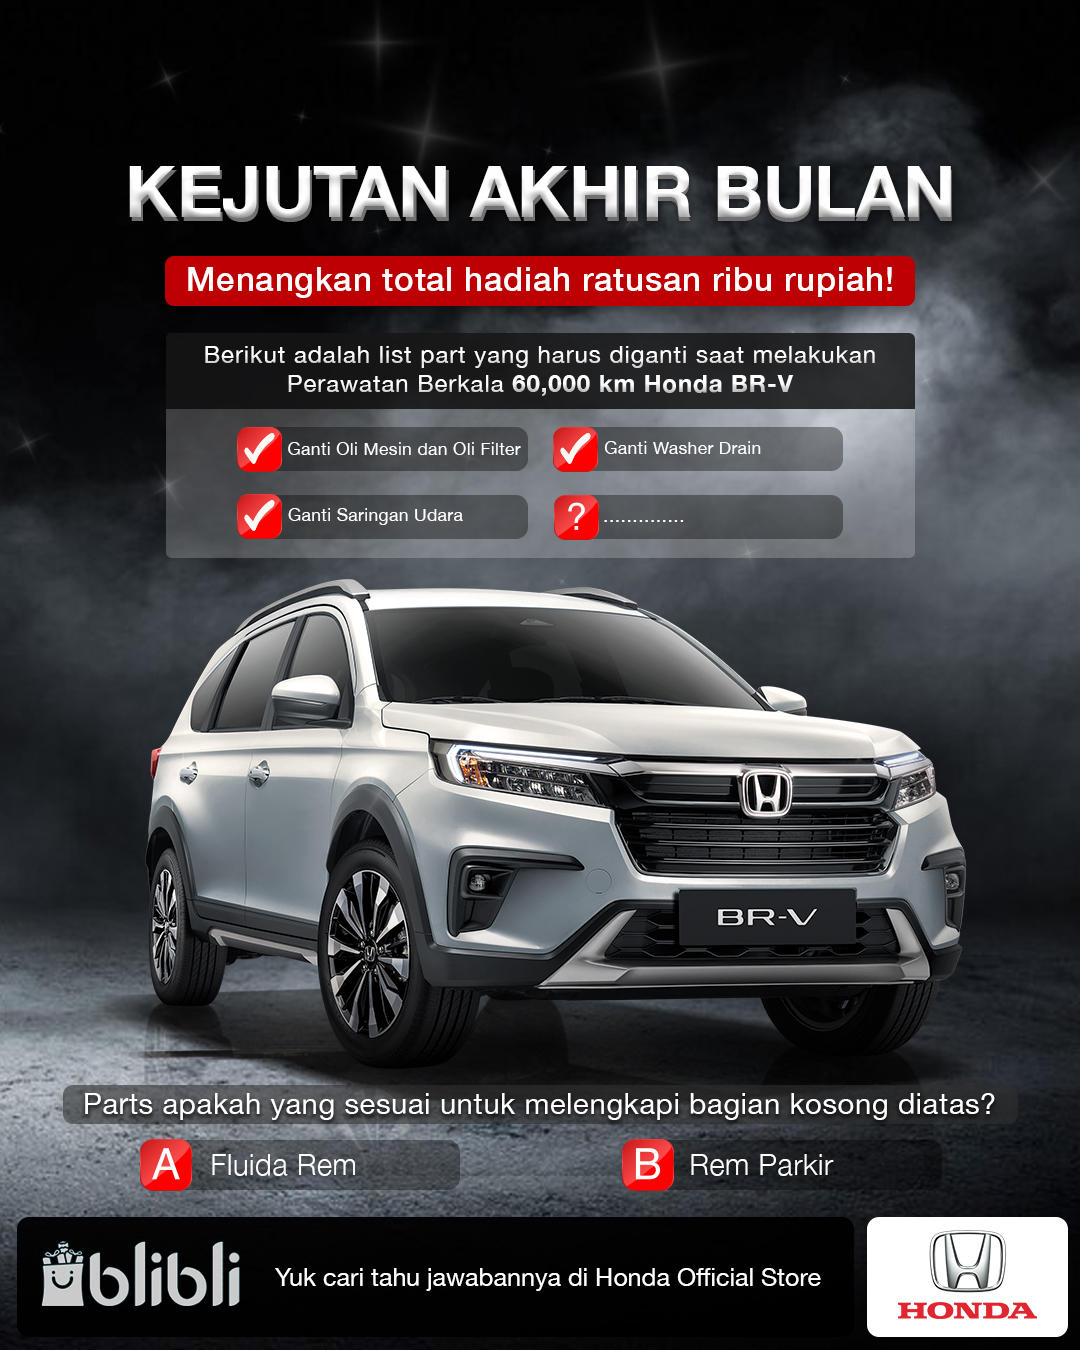 KEJUTAN AKHIR BULAN
Menangkan total hadiah ratusan ribu rupiah!
Berikut adalah list part yang harus diganti saat melakukan
Perawatan Berkala 60,000 km Honda BR-V
Ganti Oli Mesin dan Oli Filter
Ganti Washer Drain
Ganti Saringan Udara
? ..............
BR-V
Parts apakah yang sesuai untuk melengkapi bagian kosong diatas?
A Fluida Rem
B Rem Parkir
blibli
Yuk cari tahu jawabannya di Honda Official Store
HONDA